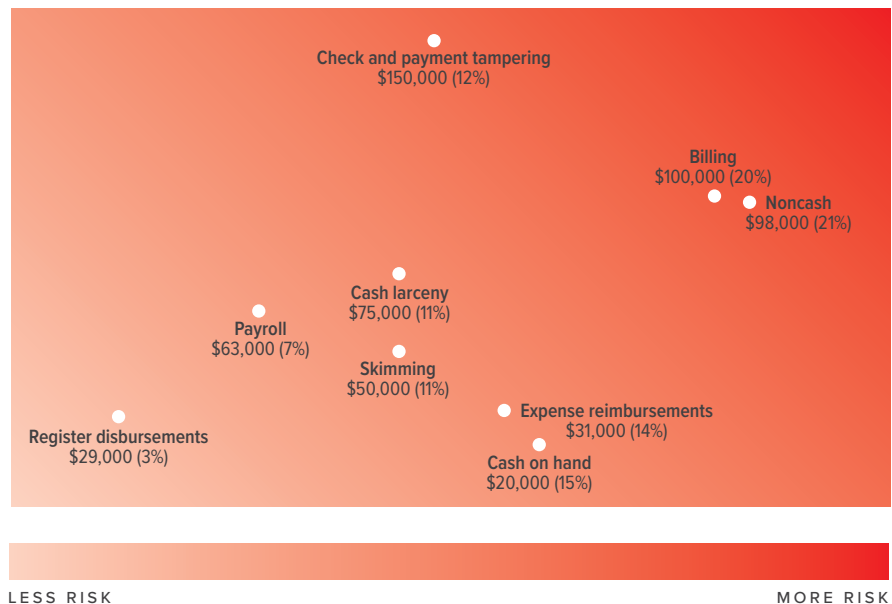 Check and payment tampering
$150,000 (12%)
Billing
$100,000 (20%)
Noncash
$98,000 (21%)
Cash larceny
$75,000 (11%)
Payroll
$63,000 (7%)
Skimming
$50,000 (11%)
Expense reimbursements
$31,000 (14%)
Register disbursements
$29,000 (3%)
Cash on hand
$20,000 (15%)
LESS RISK
MORE RISK